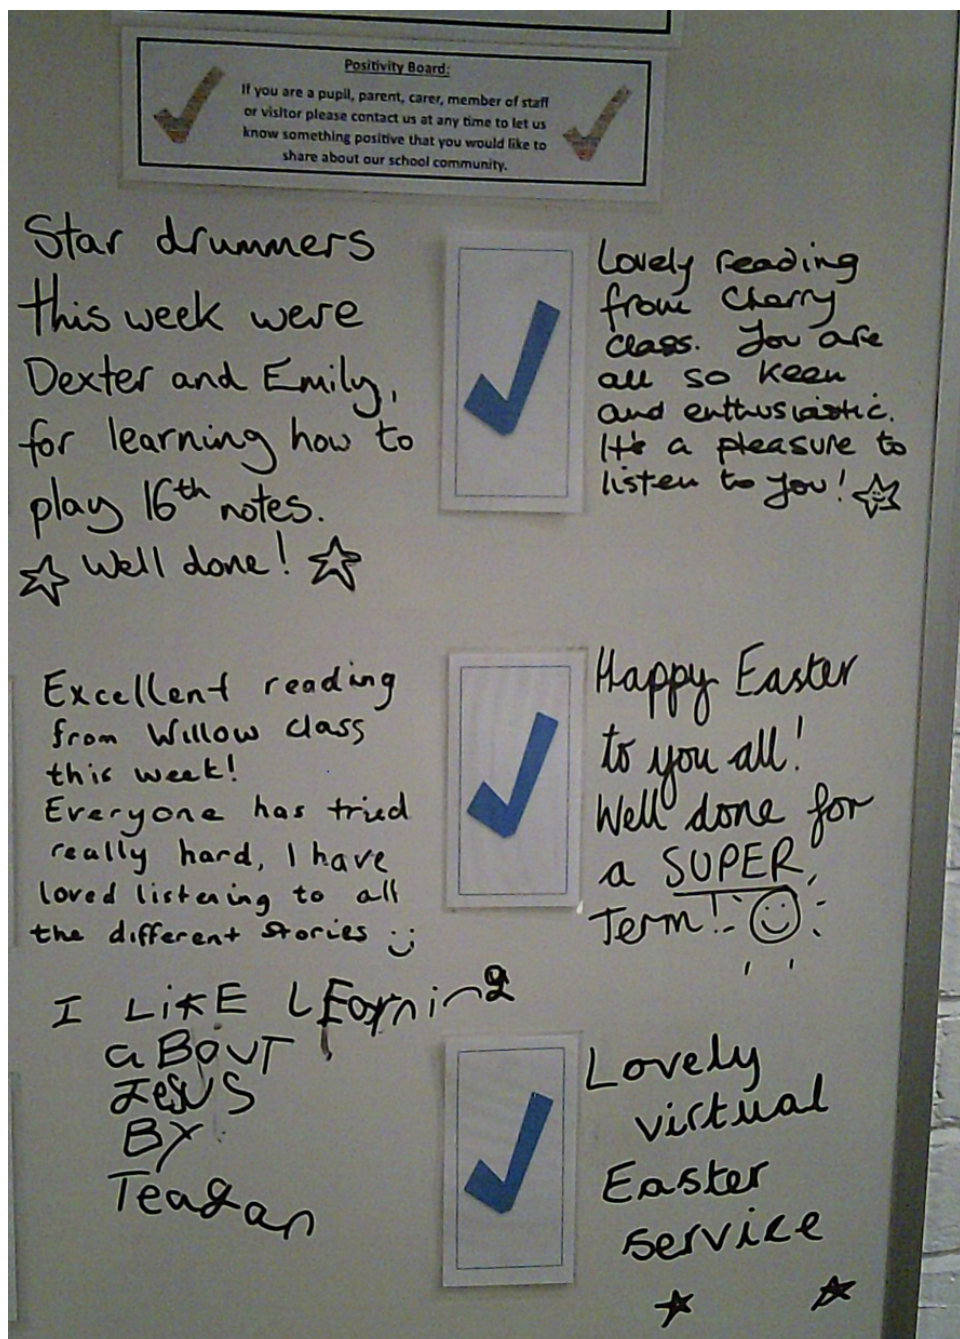 Positivity Board:
If you are a pupil, parent, carer, member of staff
or visitor please contact us at any time to let us
know something positive that you would like to
share about our school community.
Star drummers
this week were
Dexter and Emily,
for learning how to
play 16th notes.
Well done!
Lovely reading
from Cherry
class. You are
all so keen
and enthusiastic.
It's a pleasure to
listen to you!
Excellent reading
from Willow class
this week!
Everyone has tried
really hard, I have
loved listening to all
the different stories
Happy Easter
to you all!
Well done for
a SUPER
Term!
I LiKE LEarning
aBOUT
JesUS
BY
Teagan
Lovely
virtual
Easter
service